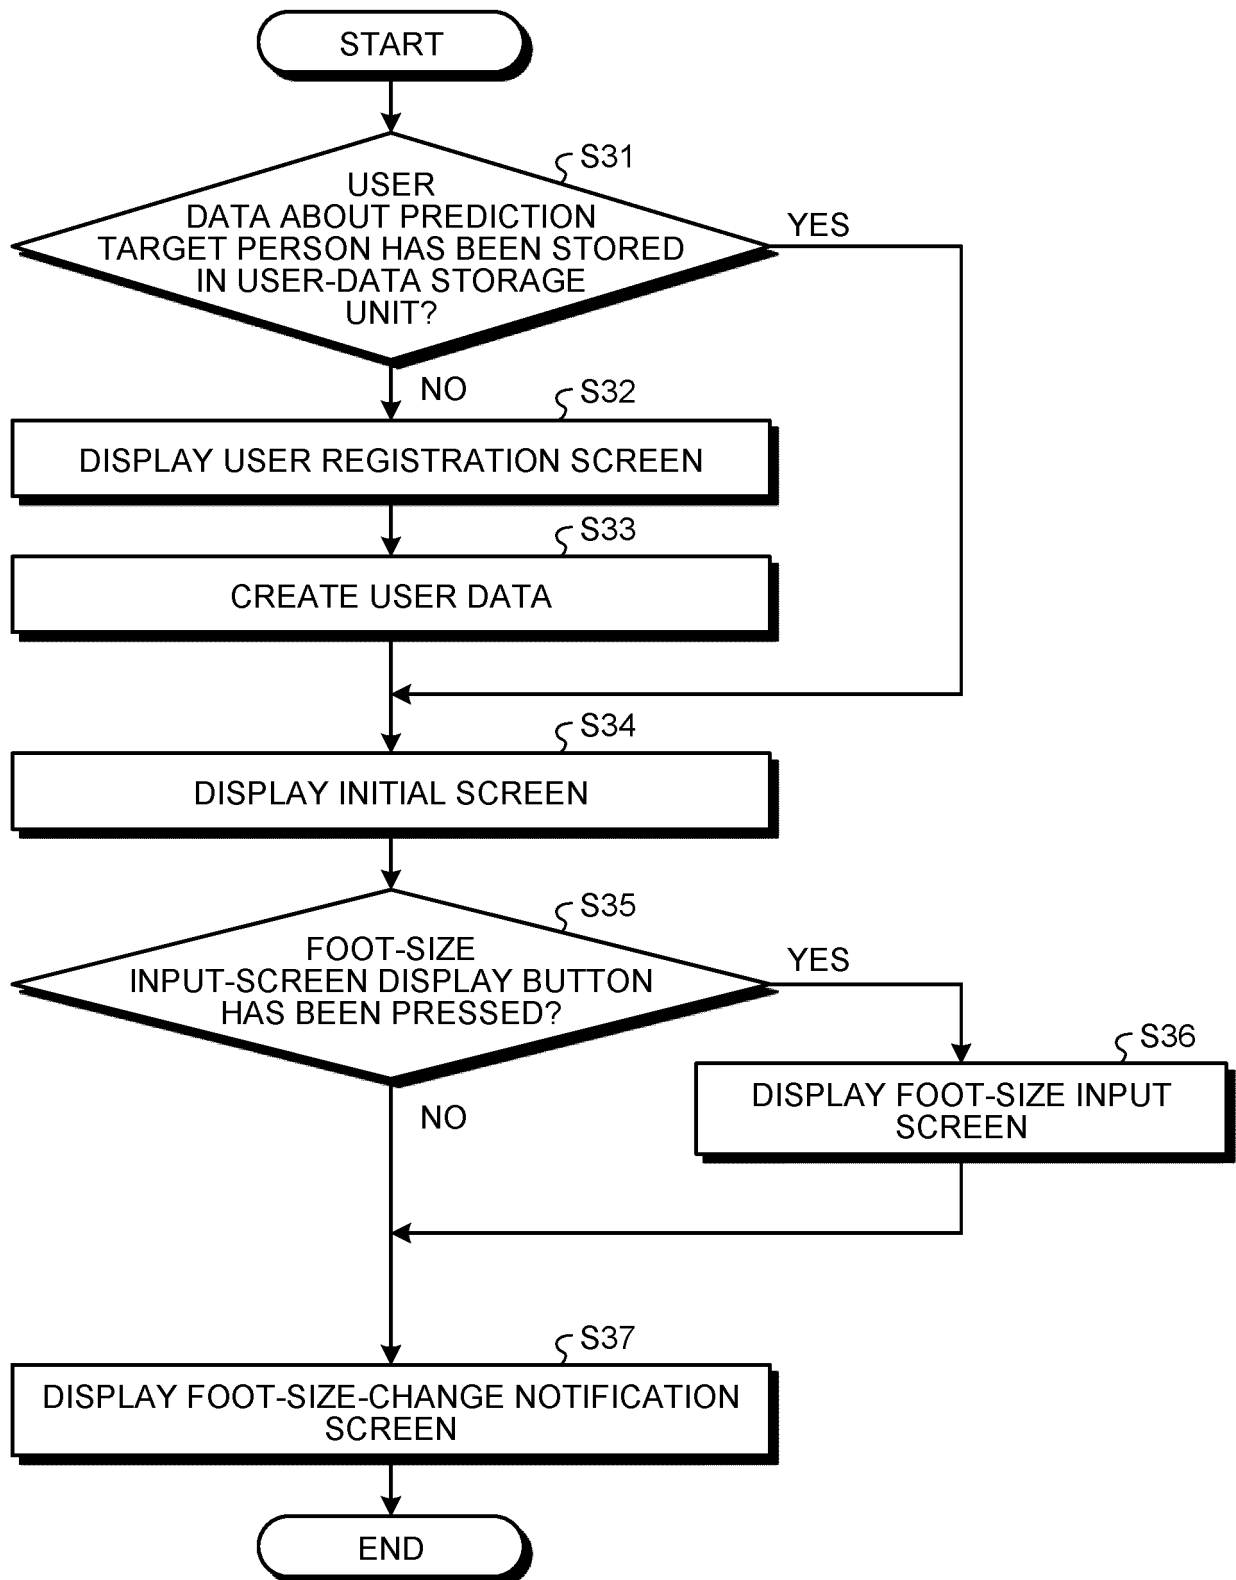 START
S31
USER
DATA ABOUT PREDICTION
TARGET PERSON HAS BEEN STORED
IN USER-DATA STORAGE
UNIT?
YES
NO
S32
DISPLAY USER REGISTRATION SCREEN
S33
CREATE USER DATA
S34
DISPLAY INITIAL SCREEN
S35
FOOT-SIZE
INPUT-SCREEN DISPLAY BUTTON
HAS BEEN PRESSED?
YES
S36
DISPLAY FOOT-SIZE INPUT
SCREEN
NO
S37
DISPLAY FOOT-SIZE-CHANGE NOTIFICATION
SCREEN
END